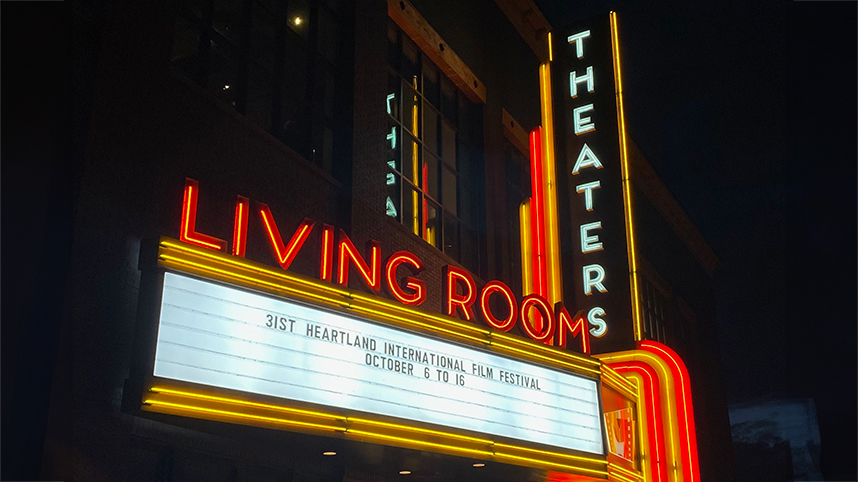 THEATERS
LIVING ROOM
31ST HEARTLAND INTERNATIONAL FILM FESTIVAL
OCTOBER 6 TO 16